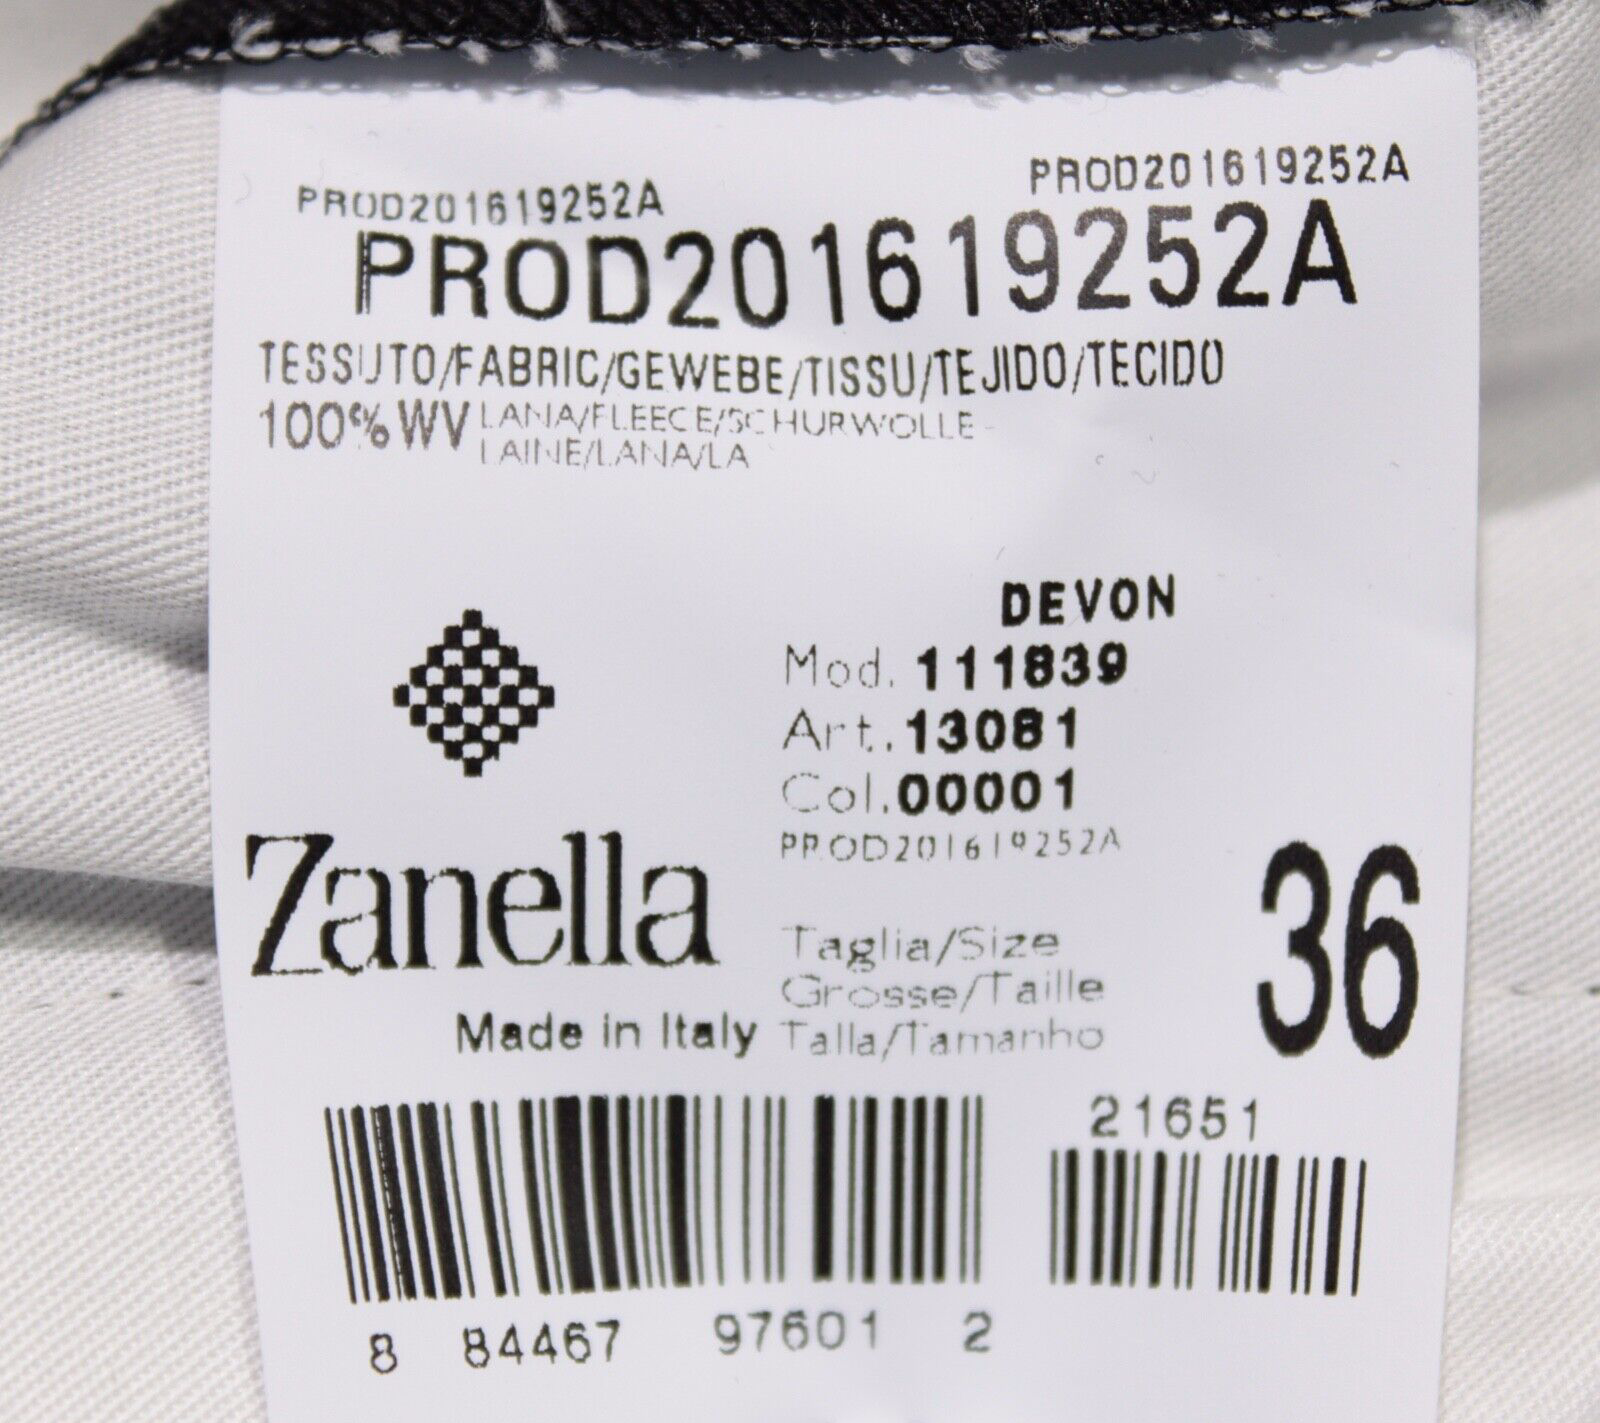 PROD201619252A
PROD201619252A
PROD201619252A
TESSUTO/FABRIC/GEWEBE/TISSU/TEJIDO/TECIDO
100% WV LANA/FLEECE/SCHURWOLLE-
LAINE/LANA/LA
DEVON
Mod. 111839
Art. 13081
Col. 00001
PROD201619252A
Zanella
Made in Italy
Taglia/Size
Grosse/Taille
Talla/Tamanho
36
21651
8 84467 97601 2